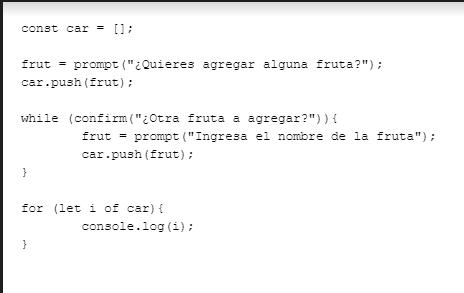 const car = [];
frut = prompt("¿Quieres agregar alguna fruta?");
car.push(frut);
while (confirm("¿Otra fruta a agregar?")){
frut = prompt("Ingresa el nombre de la fruta");
car.push(frut);
}
for (let i of car){
console.log(i);
}